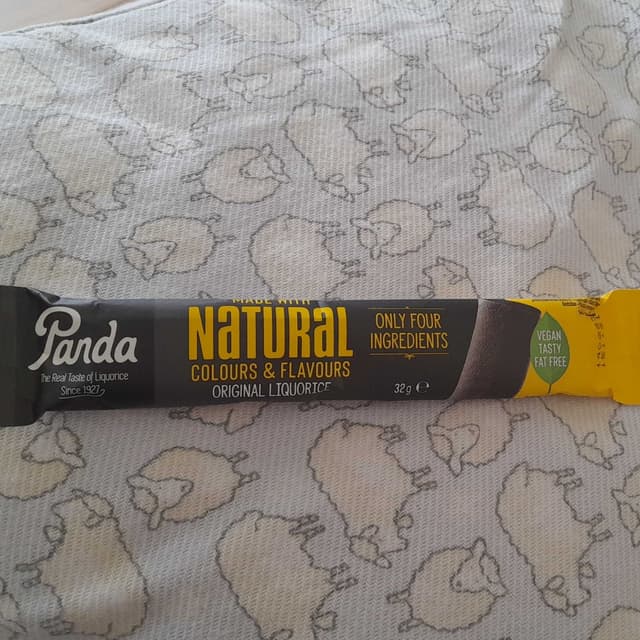 Panda
The Real Taste of Liquorice
Since 1927
MADE WITH
NATURAL
COLOURS & FLAVOURS
ORIGINAL LIQUORICE
ONLY FOUR
INGREDIENTS
32g ℮
VEGAN
TASTY
FAT FREE